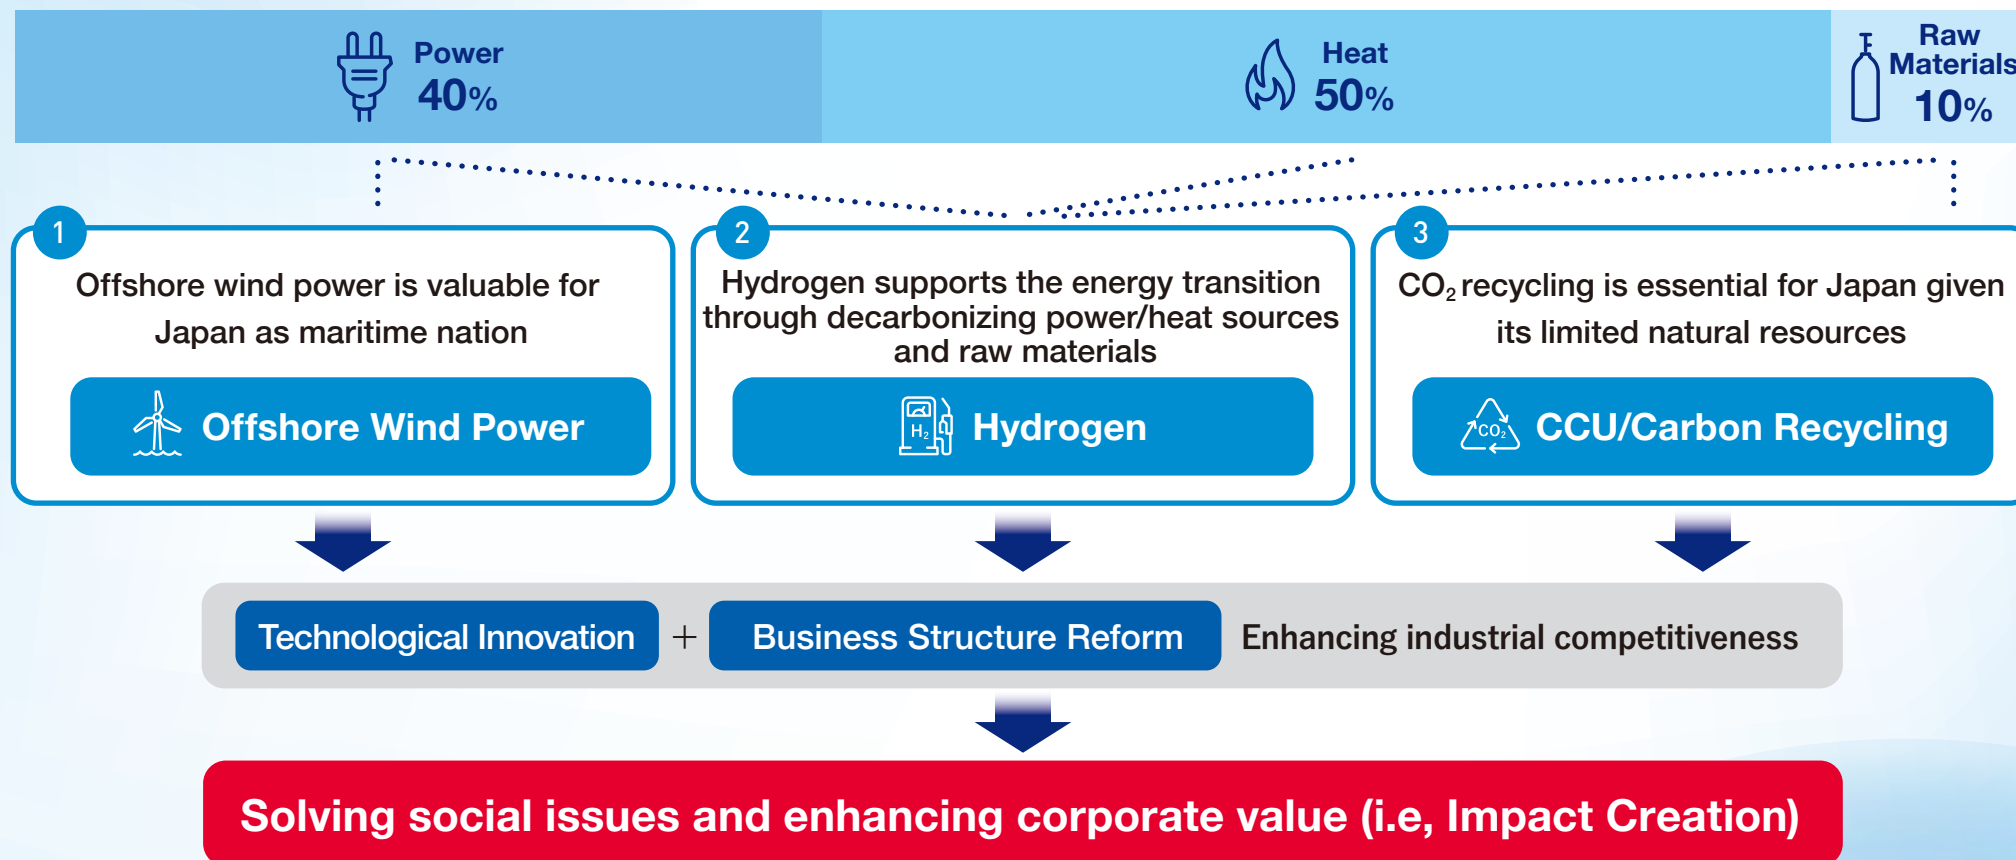 Power
40%
Heat
50%
Raw
Materials
10%
1
Offshore wind power is valuable for
Japan as maritime nation
Offshore Wind Power
2
Hydrogen supports the energy transition
through decarbonizing power/heat sources
and raw materials
H₂
Hydrogen
3
CO₂ recycling is essential for Japan given
its limited natural resources
CO₂
CCU/Carbon Recycling
Technological Innovation + Business Structure Reform Enhancing industrial competitiveness
Solving social issues and enhancing corporate value (i.e, Impact Creation)